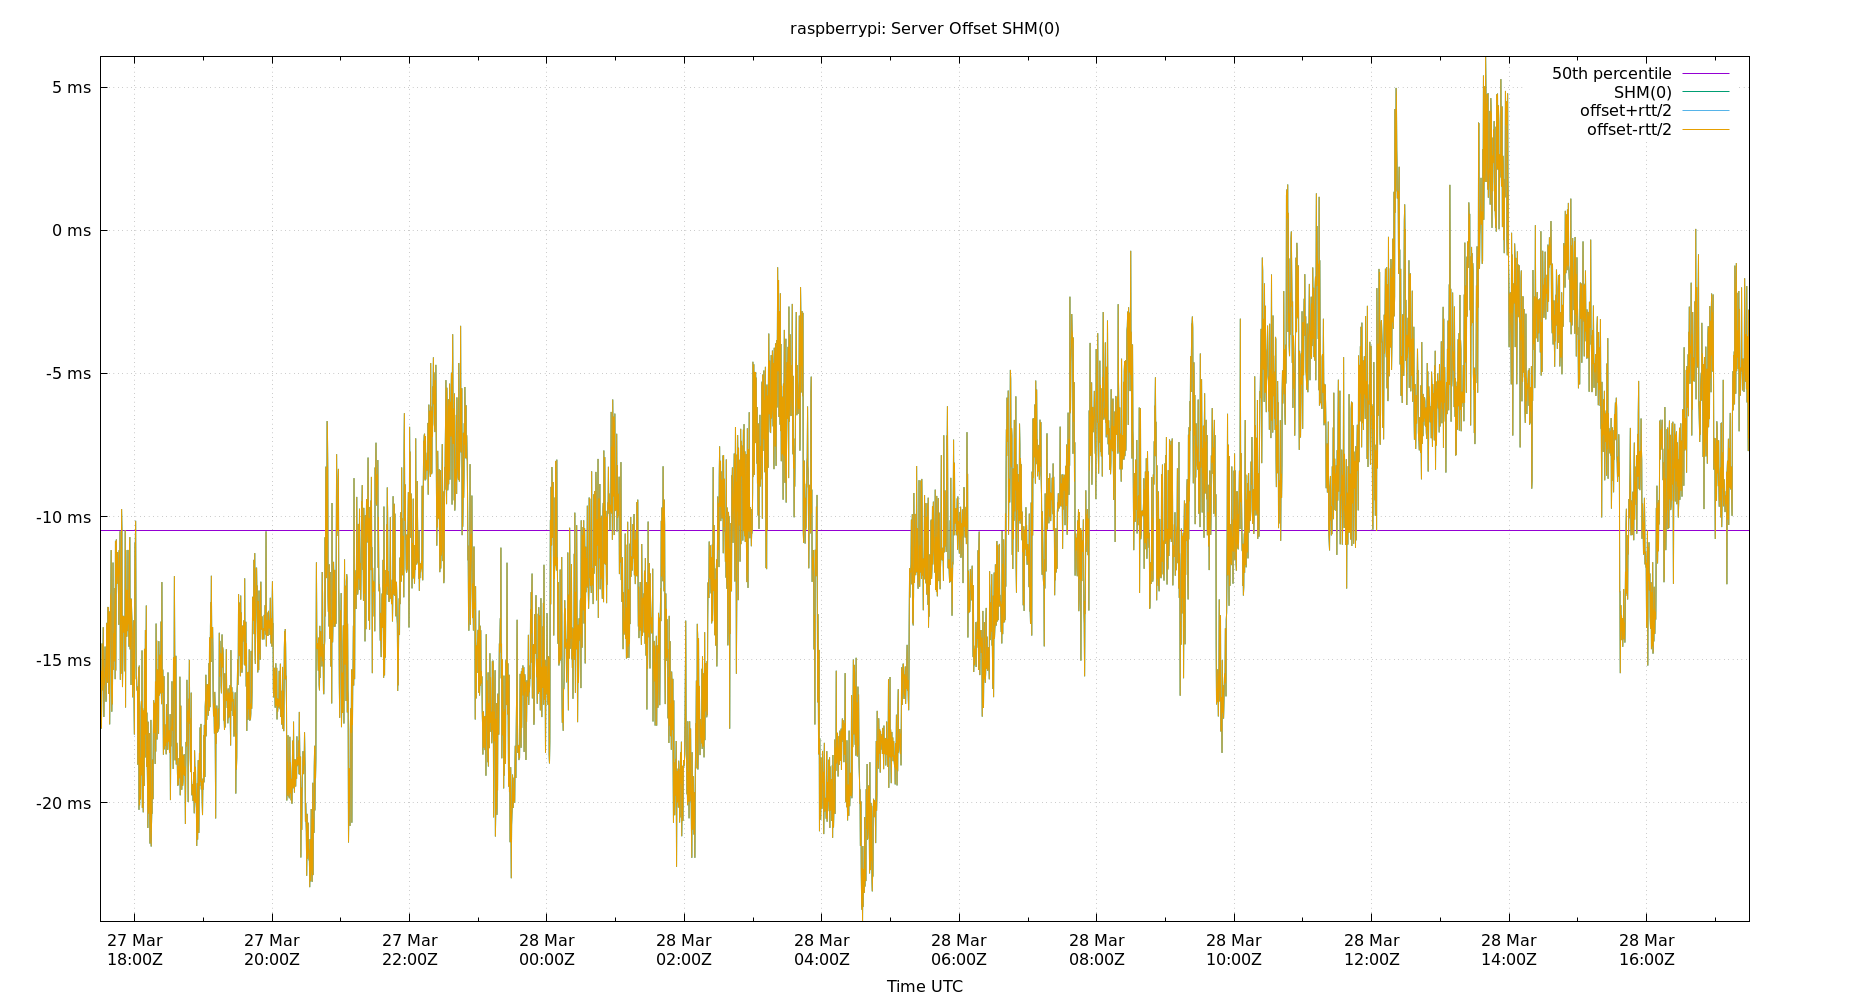 raspberrypi: Server Offset SHM(0)
50th percentile
SHM(0)
offset+rtt/2
offset-rtt/2
5 ms
0 ms
-5 ms
-10 ms
-15 ms
-20 ms
27 Mar 27 Mar 27 Mar 28 Mar 28 Mar 28 Mar 28 Mar 28 Mar 28 Mar 28 Mar 28 Mar 28 Mar
18:00Z 20:00Z 22:00Z 00:00Z 02:00Z 04:00Z 06:00Z 08:00Z 10:00Z 12:00Z 14:00Z 16:00Z
Time UTC